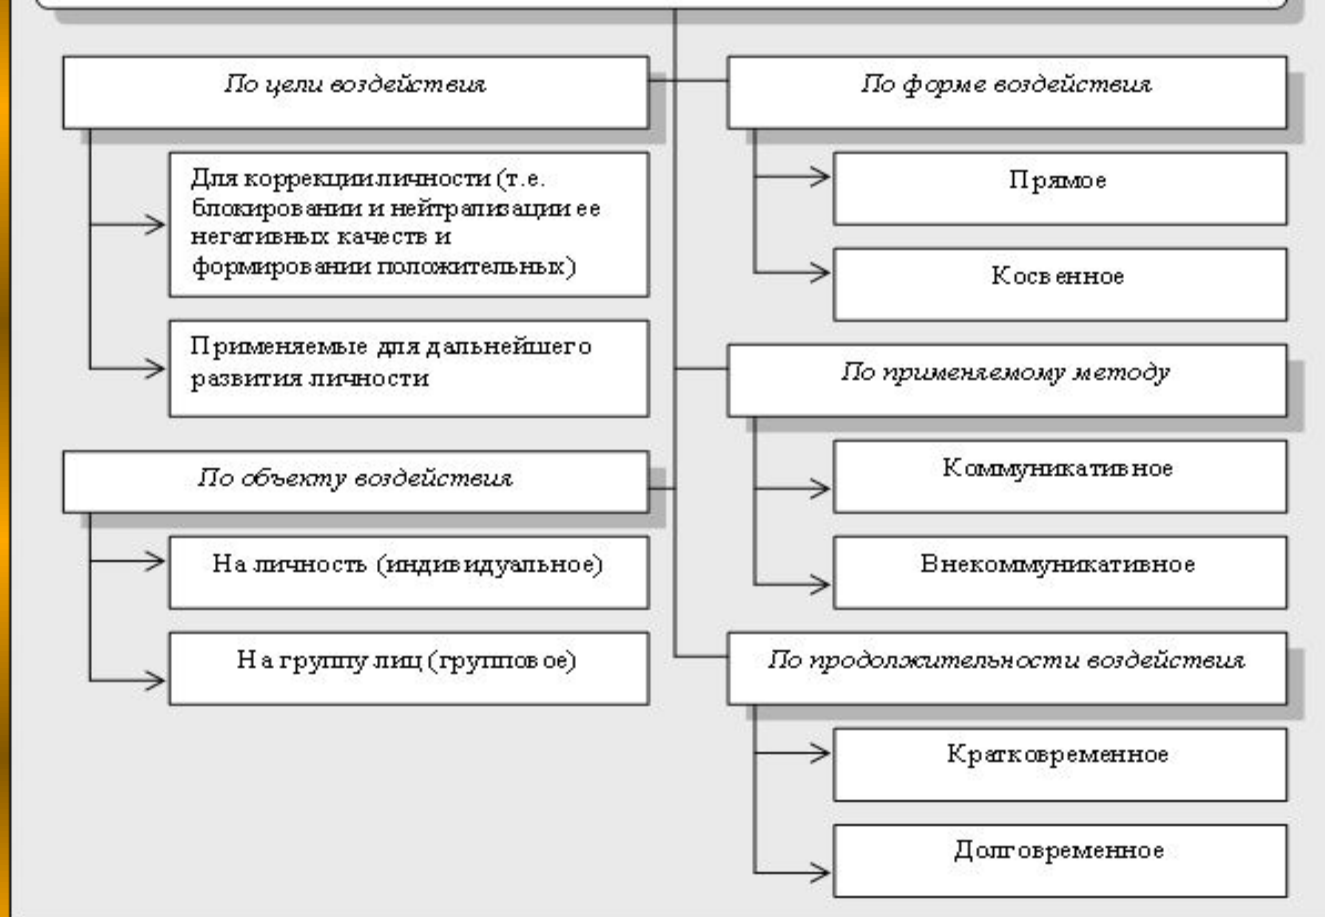 По цели воздействия
Для коррекции личности (т.е.
блокировании и нейтрализации ее
негативных качеств и
формировании положительных)
Применяемые для дальнейшего
развития личности
По объекту воздействия
На личность (индивидуальное)
На группу лиц (групповое)
По форме воздействия
Прямое
Косвенное
По применяемому методу
Коммуникативное
Внекоммуникативное
По продолжительности воздействия
Кратковременное
Долговременное